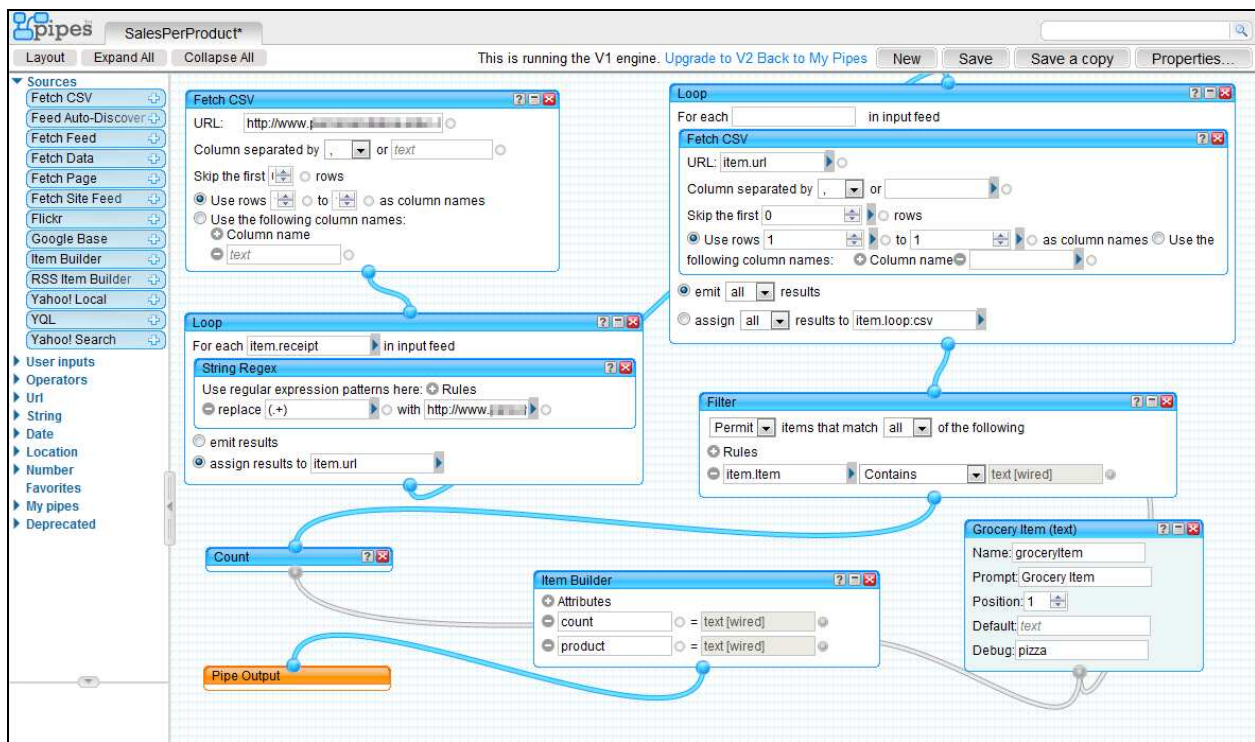 pipes
SalesPerProduct*
Layout Expand All Collapse All
This is running the V1 engine. Upgrade to V2 Back to My Pipes New Save Save a copy Properties...
Sources
Fetch CSV
Feed Auto-Discover
Fetch Feed
Fetch Data
Fetch Page
Fetch Site Feed
Flickr
Google Base
Item Builder
RSS Item Builder
Yahoo! Local
YQL
Yahoo! Search
User inputs
Operators
Url
String
Date
Location
Number
Favorites
My pipes
Deprecated
Fetch CSV
URL: http://www.
Column separated by , or text
Skip the first rows
Use rows to as column names
Use the following column names:
Column name
text
Loop
For each item.receipt in input feed
String Regex
Use regular expression patterns here: Rules
replace (.+) with http://www.
emit results
assign results to item.url
Loop
For each in input feed
Fetch CSV
URL: item.url
Column separated by , or
Skip the first 0 rows
Use rows 1 to 1 as column names Use the
following column names: Column name
emit all results
assign all results to item.loop:csv
Filter
Permit items that match all of the following
Rules
item.Item Contains text [wired]
Count
Item Builder
Attributes
count = text [wired]
product = text [wired]
Grocery Item (text)
Name: groceryItem
Prompt: Grocery Item
Position: 1
Default: text
Debug: pizza
Pipe Output